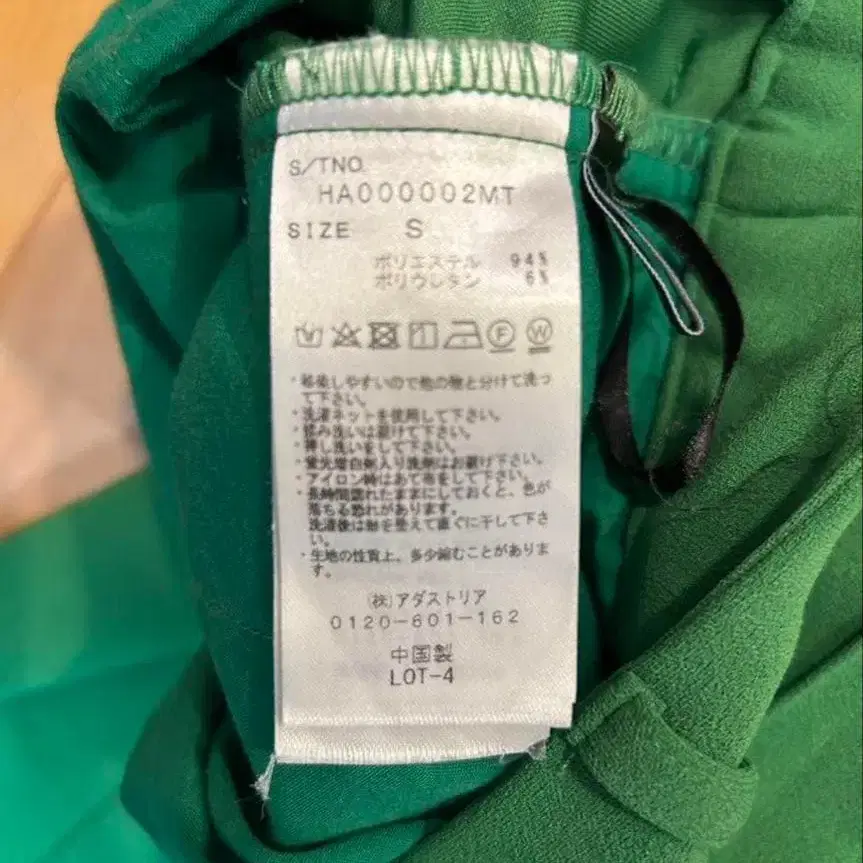 S/TNO.
HA000002MT
SIZE S
ポリエステル 94%
ポリウレタン 6%
F W
・移染しやすいので他の物と分けて洗っ
て下さい。
・洗濯ネットを使用して下さい。
・揉み洗いは避けて下さい。
・押し洗いをして下さい。
・蛍光増白剤入り洗剤はお避け下さい。
・アイロン時はあて布をして下さい。
・長時間濡れたままにしておくと、色が
落ちる恐れがあります。
洗濯後は形を整えて直ぐに干して下さ
い。
・生地の性質上、多少縮むことがありま
す。
(株)アダストリア
0120-601-162
中国製
LOT-4